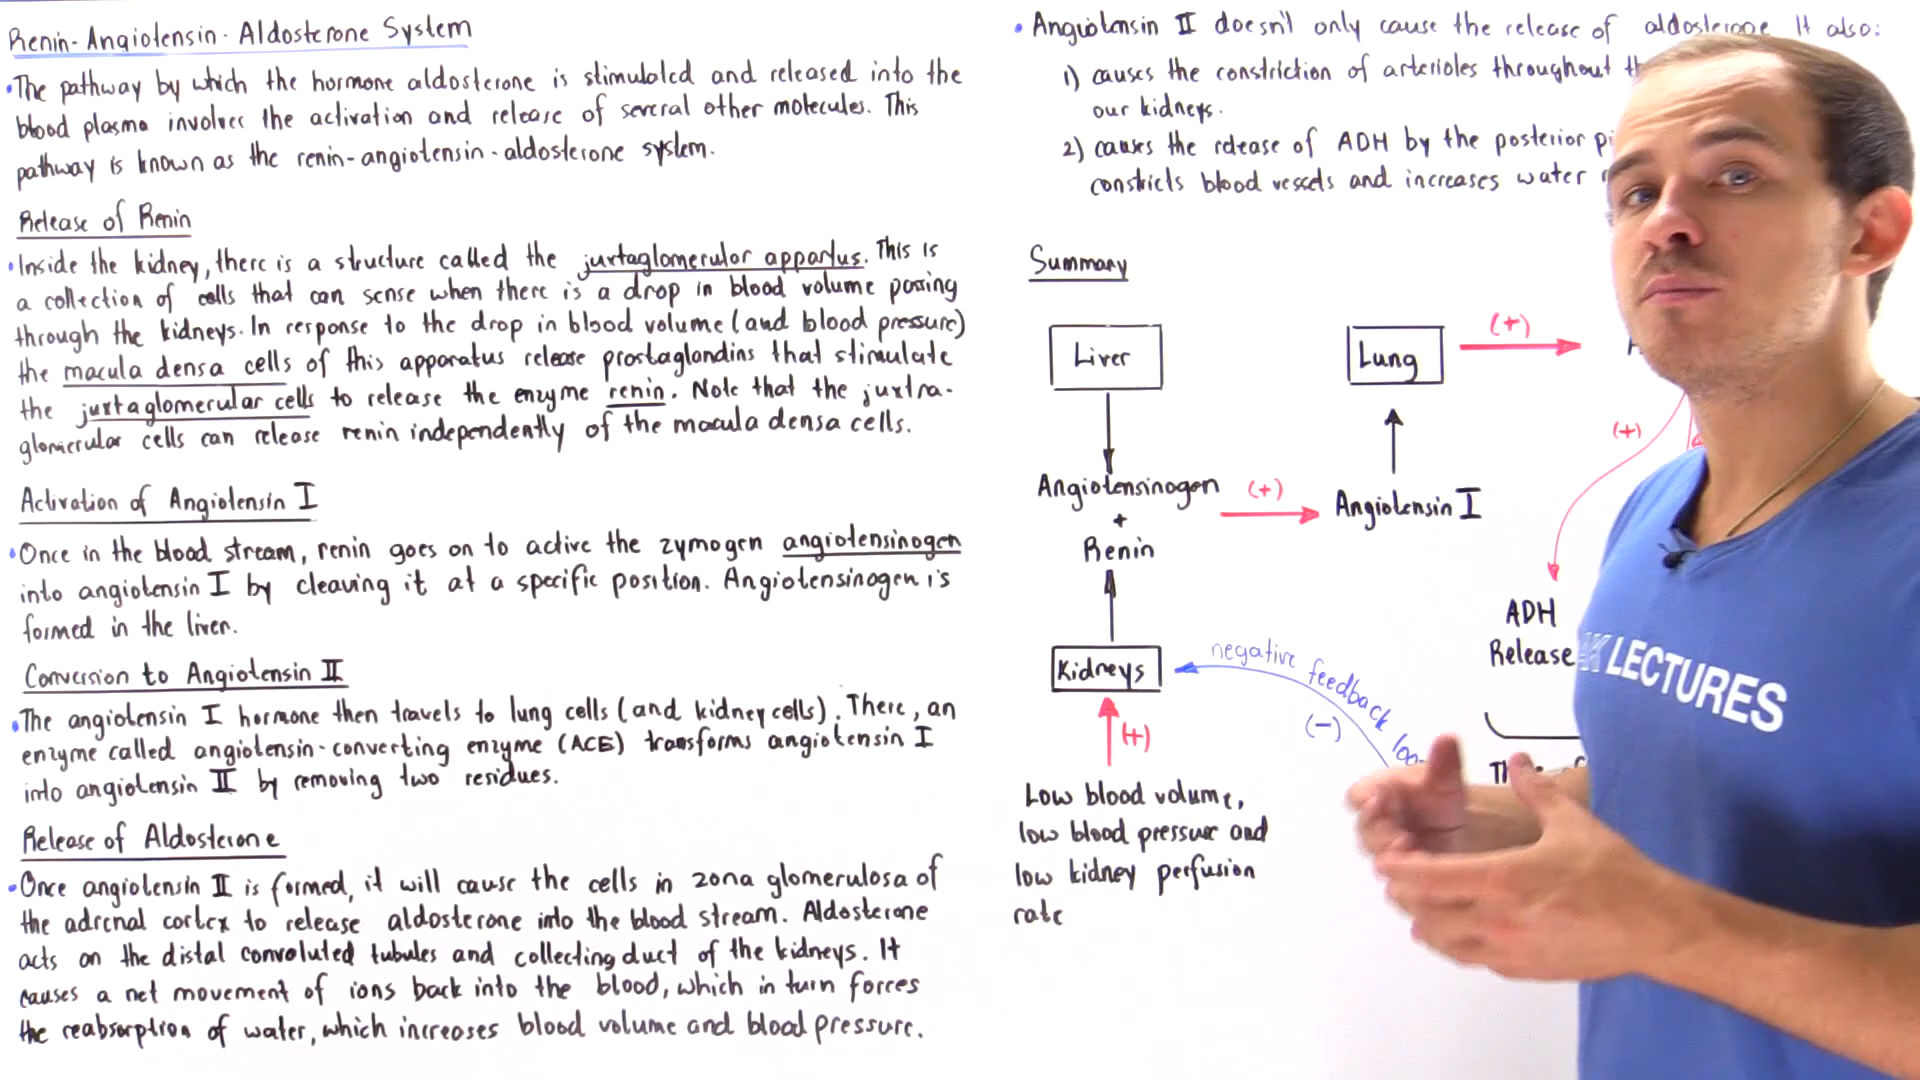 Renin-Angiotensin-Aldosterone System
•The pathway by which the hormone aldosterone is stimulated and released into the
blood plasma involves the activation and release of several other molecules. This
pathway is known as the renin-angiotensin-aldosterone system.
Release of Renin
•Inside the kidney, there is a structure called the juxtaglomerular appartus. This is
a collection of cells that can sense when there is a drop in blood volume passing
through the kidneys. In response to the drop in blood volume (and blood pressure)
the macula densa cells of this apparatus release prostaglandins that stimulate
the juxtaglomerular cells to release the enzyme renin. Note that the juxtra-
glomerular cells can release renin independently of the macula densa cells.
Activation of Angiotensin I
•Once in the blood stream, renin goes on to active the zymogen angiotensinogen
into angiotensin I by cleaving it at a specific position. Angiotensinogen is
formed in the liver.
Conversion to Angiotensin II
•The angiotensin I hormone then travels to lung cells (and kidney cells). There, an
enzyme called angiotensin-converting enzyme (ACE) transforms angiotensin I
into angiotensin II by removing two residues.
Release of Aldosterone
•Once angiotensin II is formed, it will cause the cells in zona glomerulosa of
the adrenal cortex to release aldosterone into the blood stream. Aldosterone
acts on the distal convoluted tubules and collecting duct of the kidneys. It
causes a net movement of ions back into the blood, which in turn forces
the reabsorption of water, which increases blood volume and blood pressure.
•Angiotensin II doesn't only cause the release of aldosterone It also:
1) causes the constriction of arterioles throughout
our kidneys.
2) causes the release of ADH by the posterior
constricts blood vessels and increases water
Summary
Liver
Lung
(+)
Angiotensinogen
+
Renin
(+)
Angiotensin I
(+)
ADH
Release
Kidneys
negative feedback
(-)
(+)
Low blood volume,
low blood pressure and
low kidney perfusion
rate
LECTURES